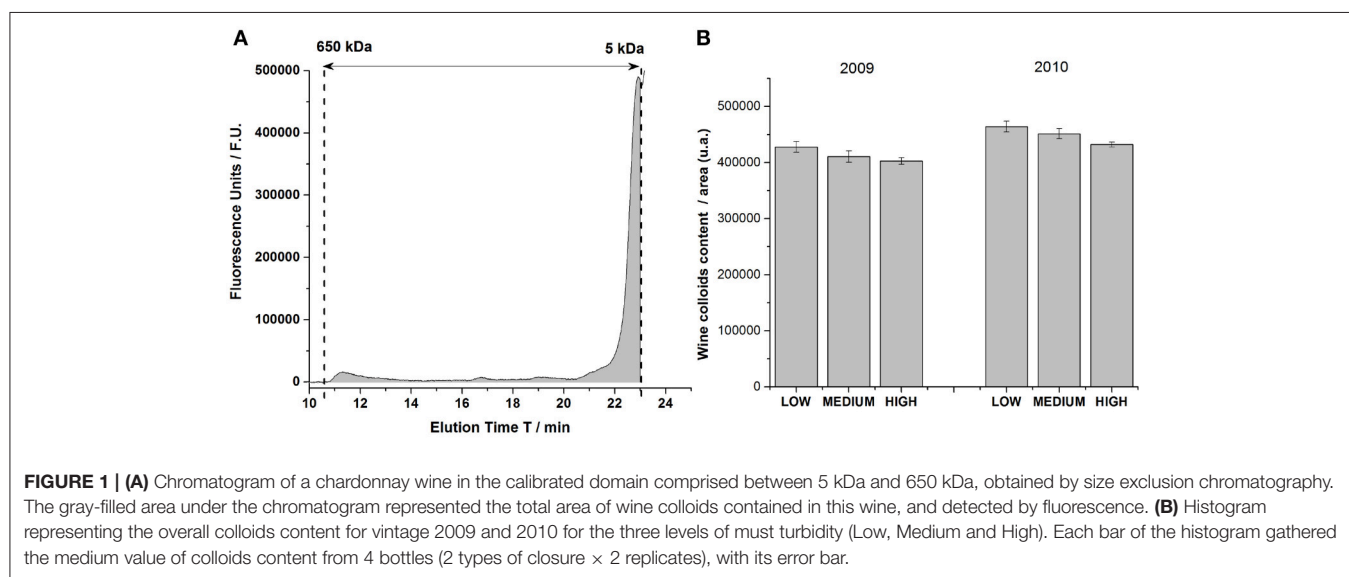 A
650 kDa
5 kDa
500000
400000
300000
200000
100000
0
Fluorescence Units / F.U.
10 12 14 16 18 20 22 24
Elution Time T / min
B
2009 2010
500000
400000
300000
200000
100000
0
Wine colloids content / area (u.a.)
LOW MEDIUM HIGH LOW MEDIUM HIGH
FIGURE 1 | (A) Chromatogram of a chardonnay wine in the calibrated domain comprised between 5 kDa and 650 kDa, obtained by size exclusion chromatography.
The gray-filled area under the chromatogram represented the total area of wine colloids contained in this wine, and detected by fluorescence. (B) Histogram
representing the overall colloids content for vintage 2009 and 2010 for the three levels of must turbidity (Low, Medium and High). Each bar of the histogram gathered
the medium value of colloids content from 4 bottles (2 types of closure × 2 replicates), with its error bar.